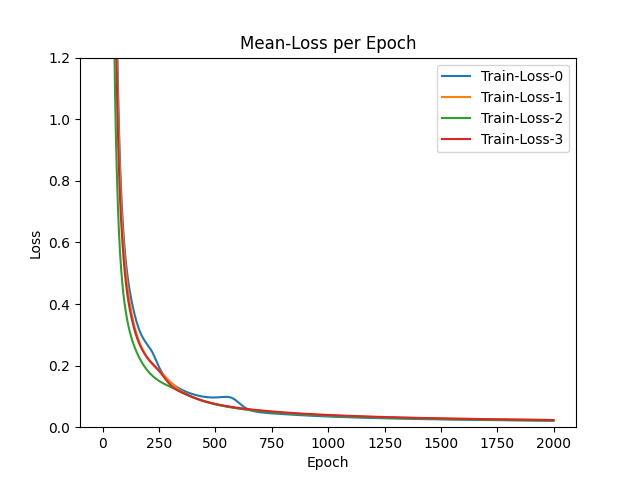 Mean-Loss per Epoch
1.2
1.0
0.8
0.6
0.4
0.2
0.0
Loss
Train-Loss-0
Train-Loss-1
Train-Loss-2
Train-Loss-3
0 250 500 750 1000 1250 1500 1750 2000
Epoch